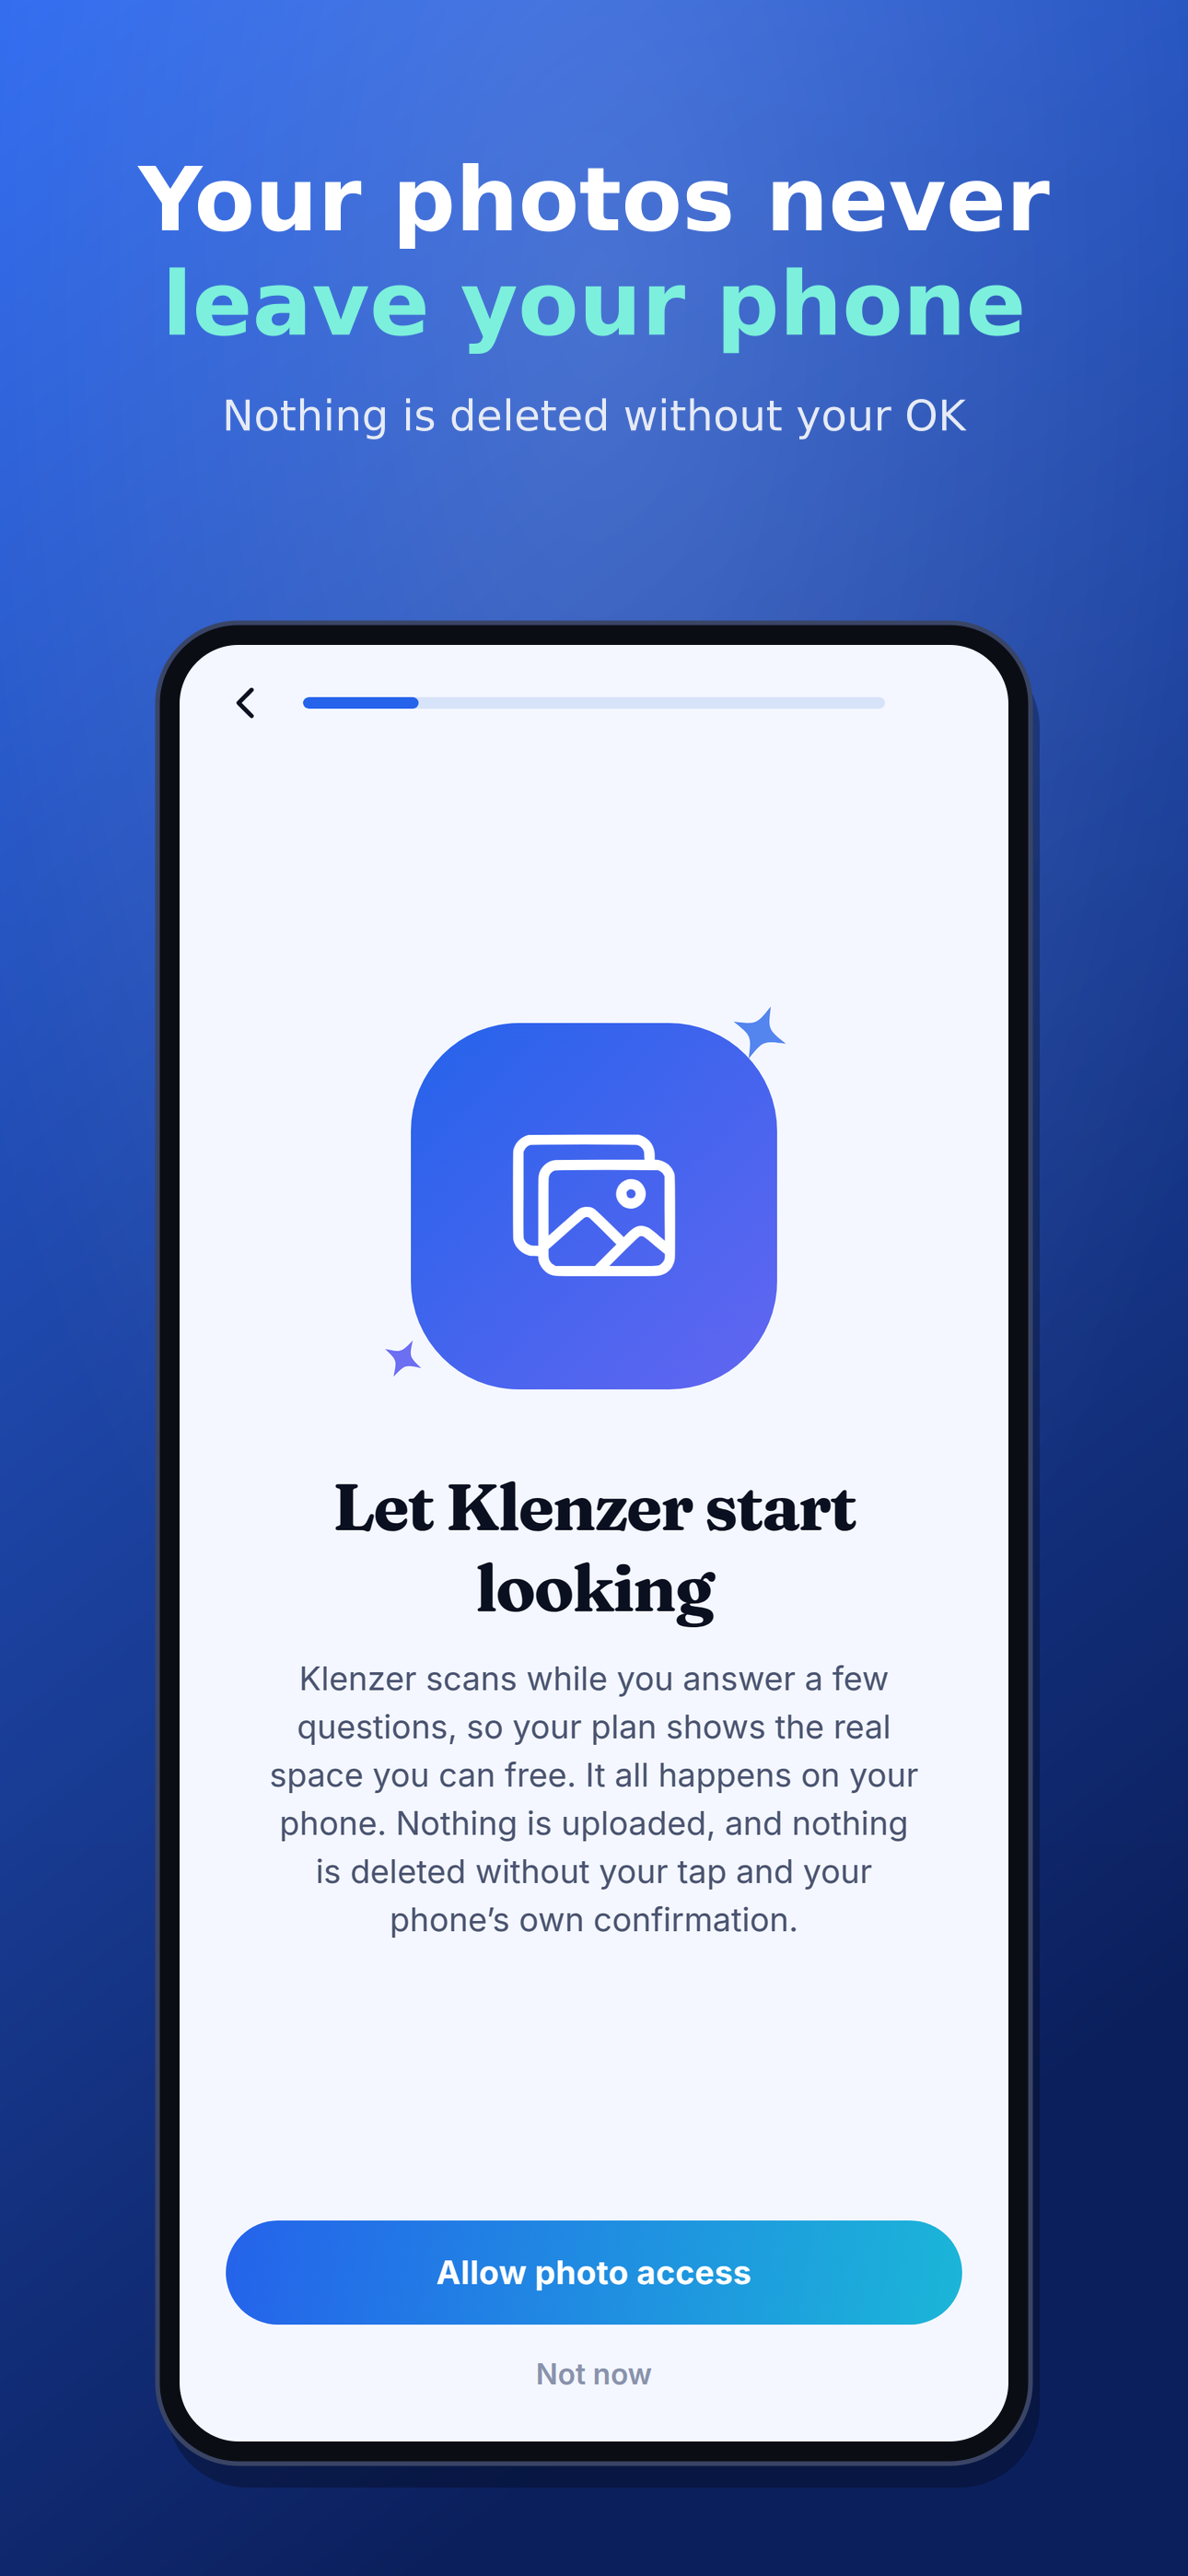 Your photos never
leave your phone
Nothing is deleted without your OK
Let Klenzer start
looking
Klenzer scans while you answer a few
questions, so your plan shows the real
space you can free. It all happens on your
phone. Nothing is uploaded, and nothing
is deleted without your tap and your
phone’s own confirmation.
Allow photo access
Not now